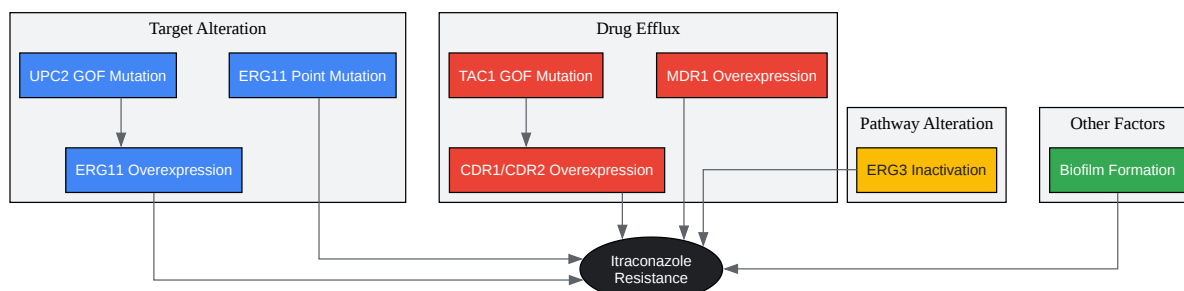 Target Alteration
UPC2 GOF Mutation
ERG11 Point Mutation
ERG11 Overexpression
Drug Efflux
TAC1 GOF Mutation
MDR1 Overexpression
CDR1/CDR2 Overexpression
Pathway Alteration
ERG3 Inactivation
Other Factors
Biofilm Formation
Itraconazole
Resistance